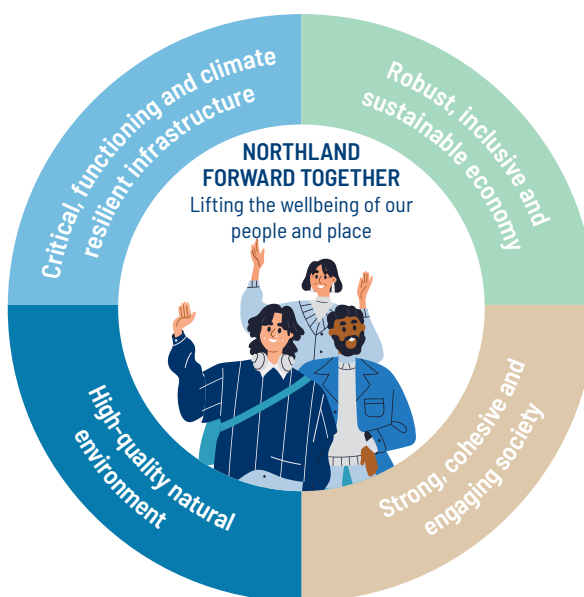 Critical, functioning and climate
resilient infrastructure
Robust, inclusive and
sustainable economy
NORTHLAND
FORWARD TOGETHER
Lifting the wellbeing of our
people and place
High-quality natural
environment
Strong, cohesive and
engaging society